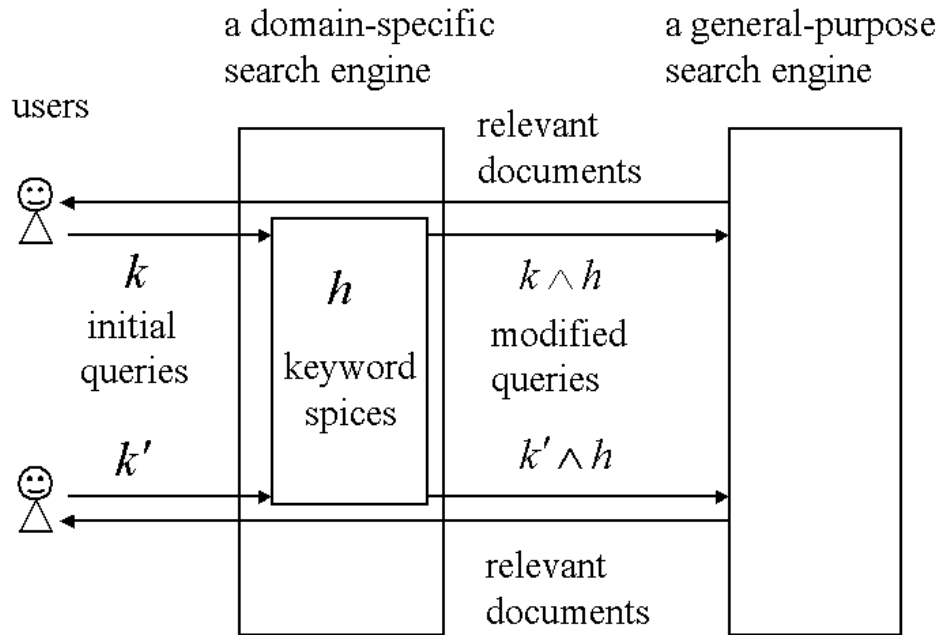 a domain-specific
search engine
a general-purpose
search engine
users
relevant
documents
k
initial
queries
h
keyword
spices
k ∧ h
modified
queries
k′
k′ ∧ h
relevant
documents